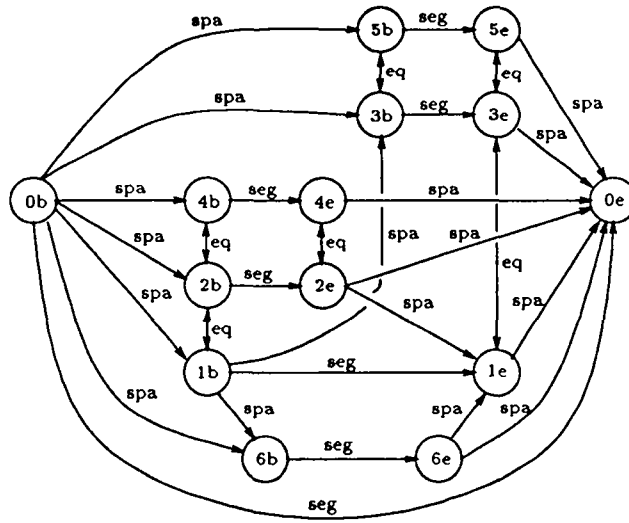 spa 5b seg 5e
eq eq
spa 3b seg 3e spa
spa
0b spa 4b seg 4e spa 0e
eq eq spa spa
spa 2b seg 2e
eq
spa eq spa spa
1b seg 1e
spa spa spa spa
6b seg 6e
seg